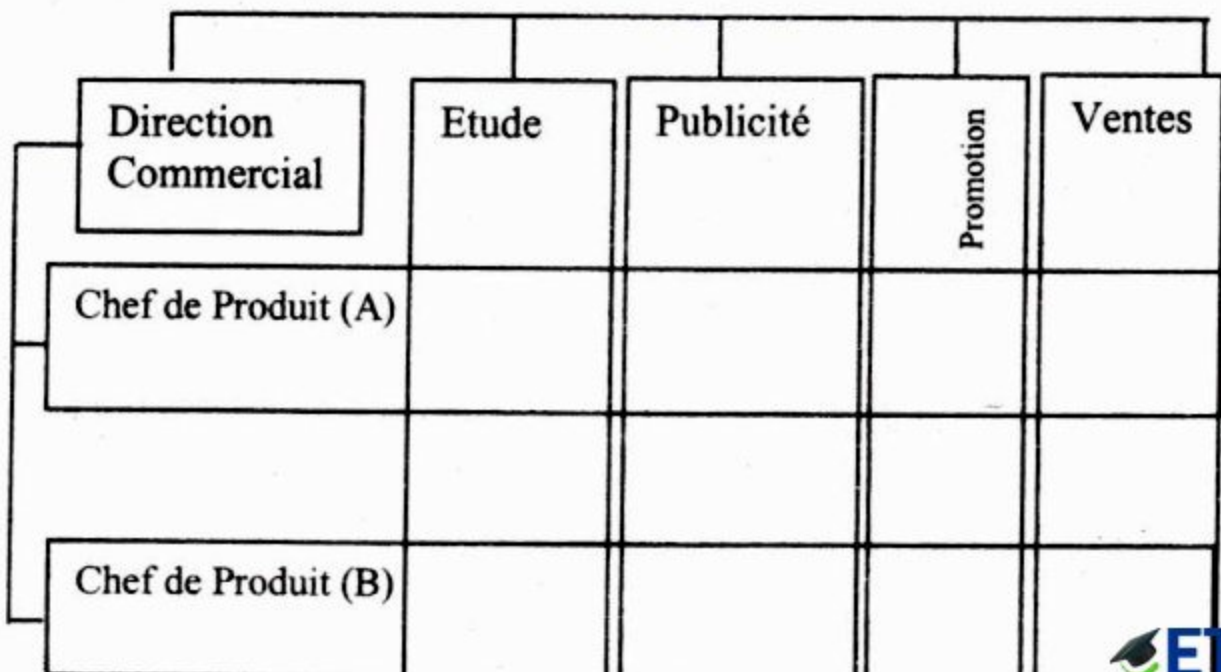 Direction
Commercial
Etude
Publicité
Promotion
Ventes
Chef de Produit (A)
Chef de Produit (B)